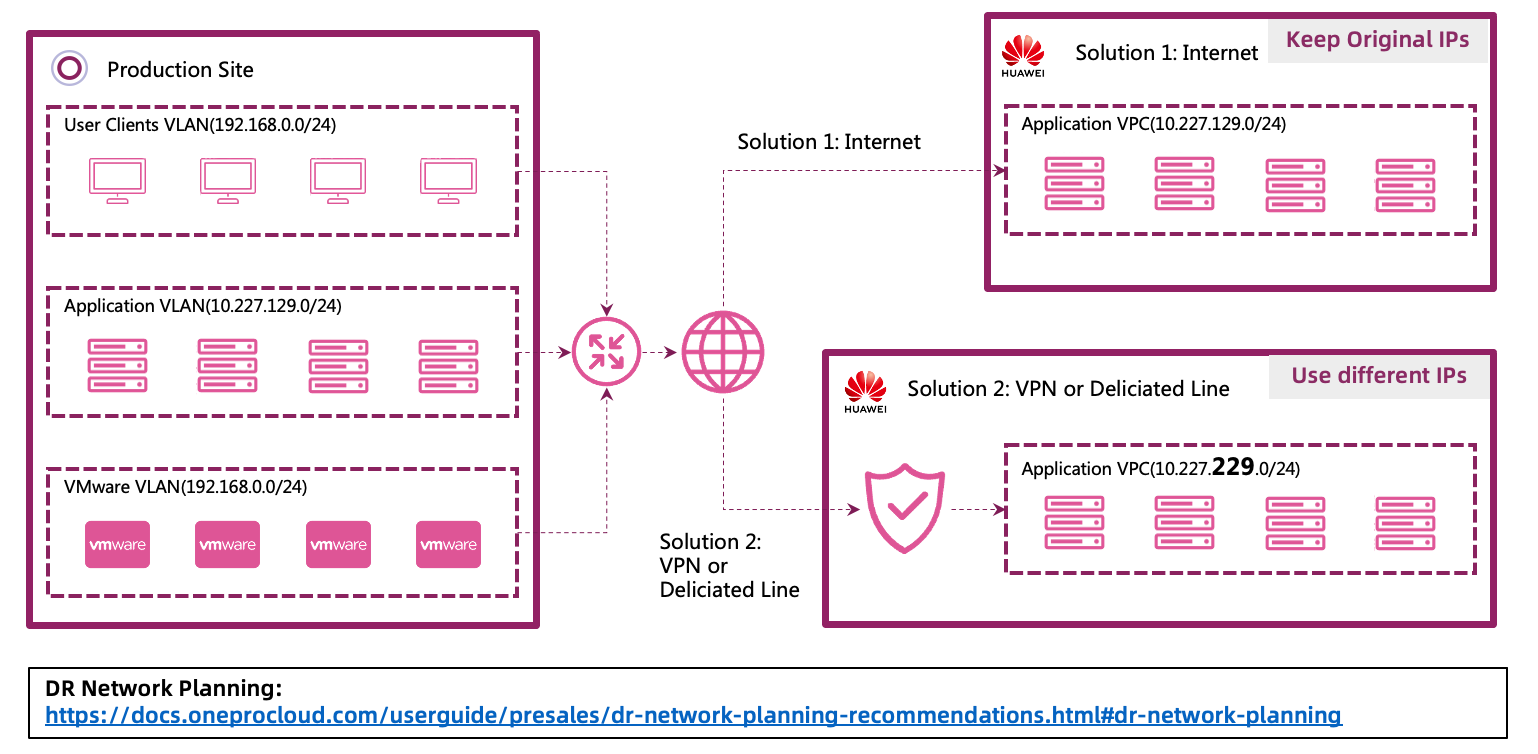 Production Site
User Clients VLAN(192.168.0.0/24)
Application VLAN(10.227.129.0/24)
VMware VLAN(192.168.0.0/24)
vmware vmware vmware vmware
Solution 1: Internet
Solution 2:
VPN or
Deliciated Line
HUAWEI
Solution 1: Internet
Keep Original IPs
Application VPC(10.227.129.0/24)
HUAWEI
Solution 2: VPN or Deliciated Line
Use different IPs
Application VPC(10.227.229.0/24)
DR Network Planning:
https://docs.oneprocloud.com/userguide/presales/dr-network-planning-recommendations.html#dr-network-planning